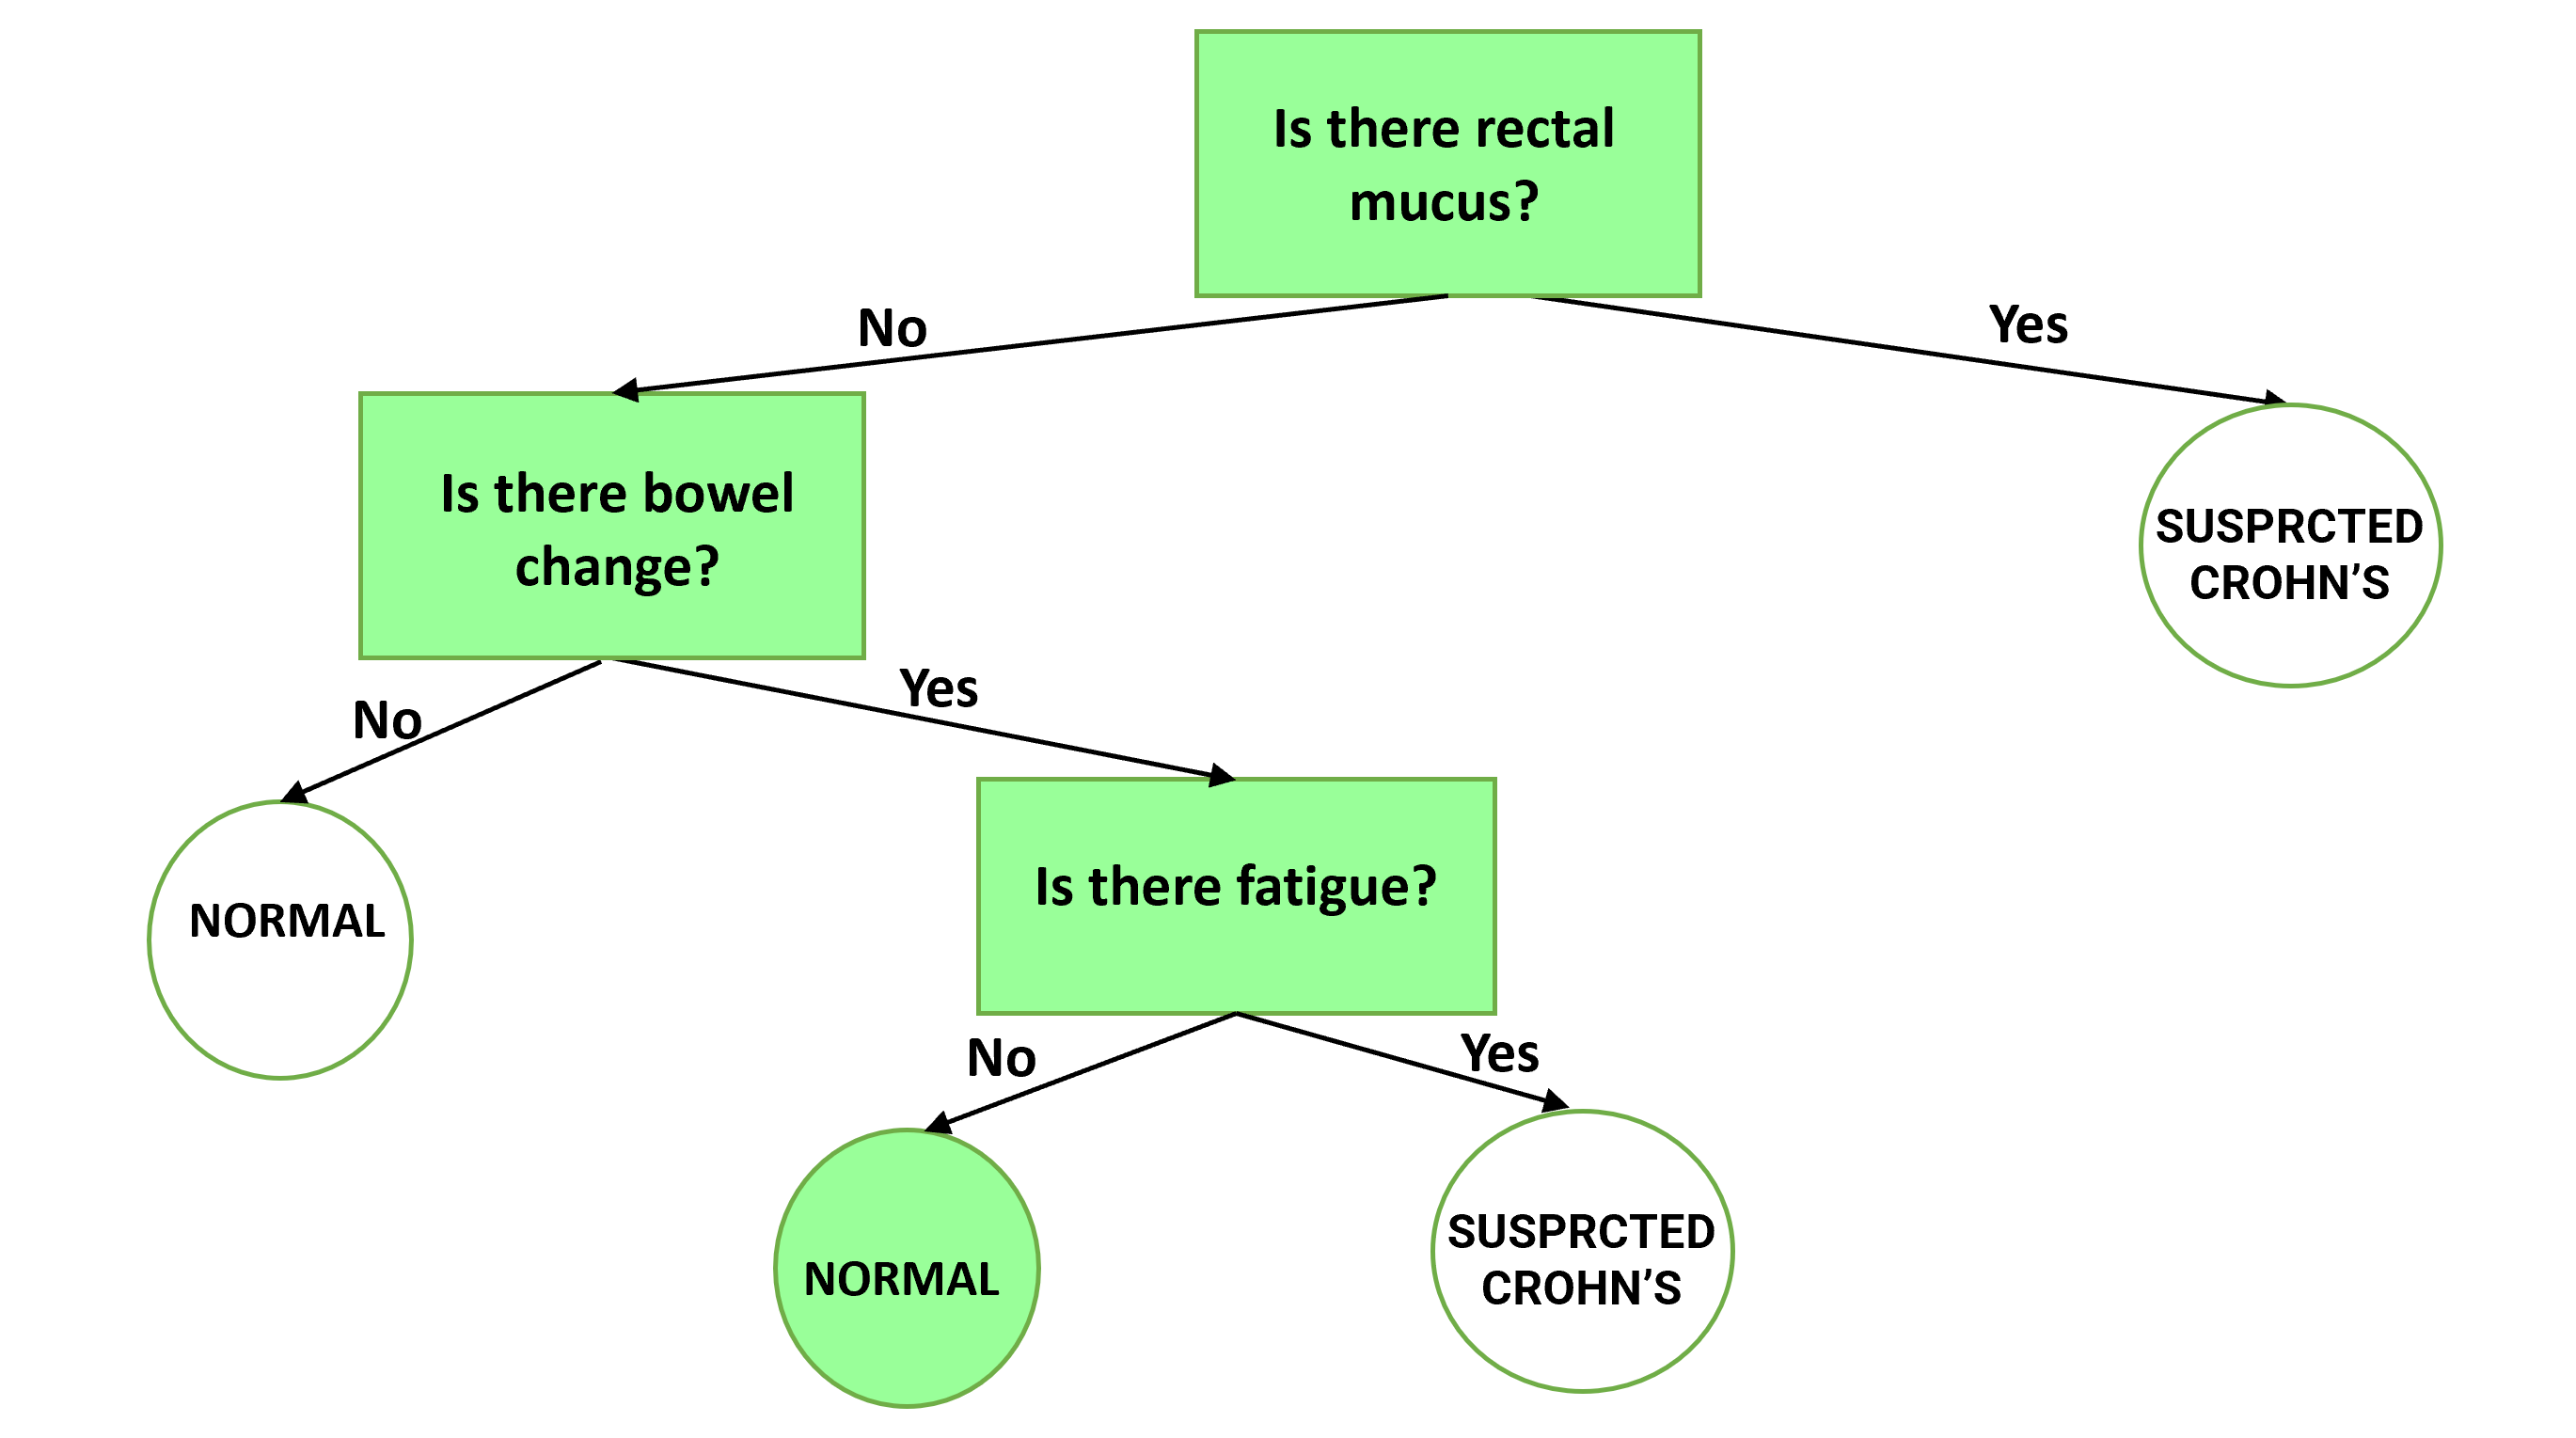 Is there rectal
mucus?
No
Yes
Is there bowel
change?
SUSPRCTED
CROHN’S
No
Yes
NORMAL
Is there fatigue?
No
Yes
NORMAL
SUSPRCTED
CROHN’S